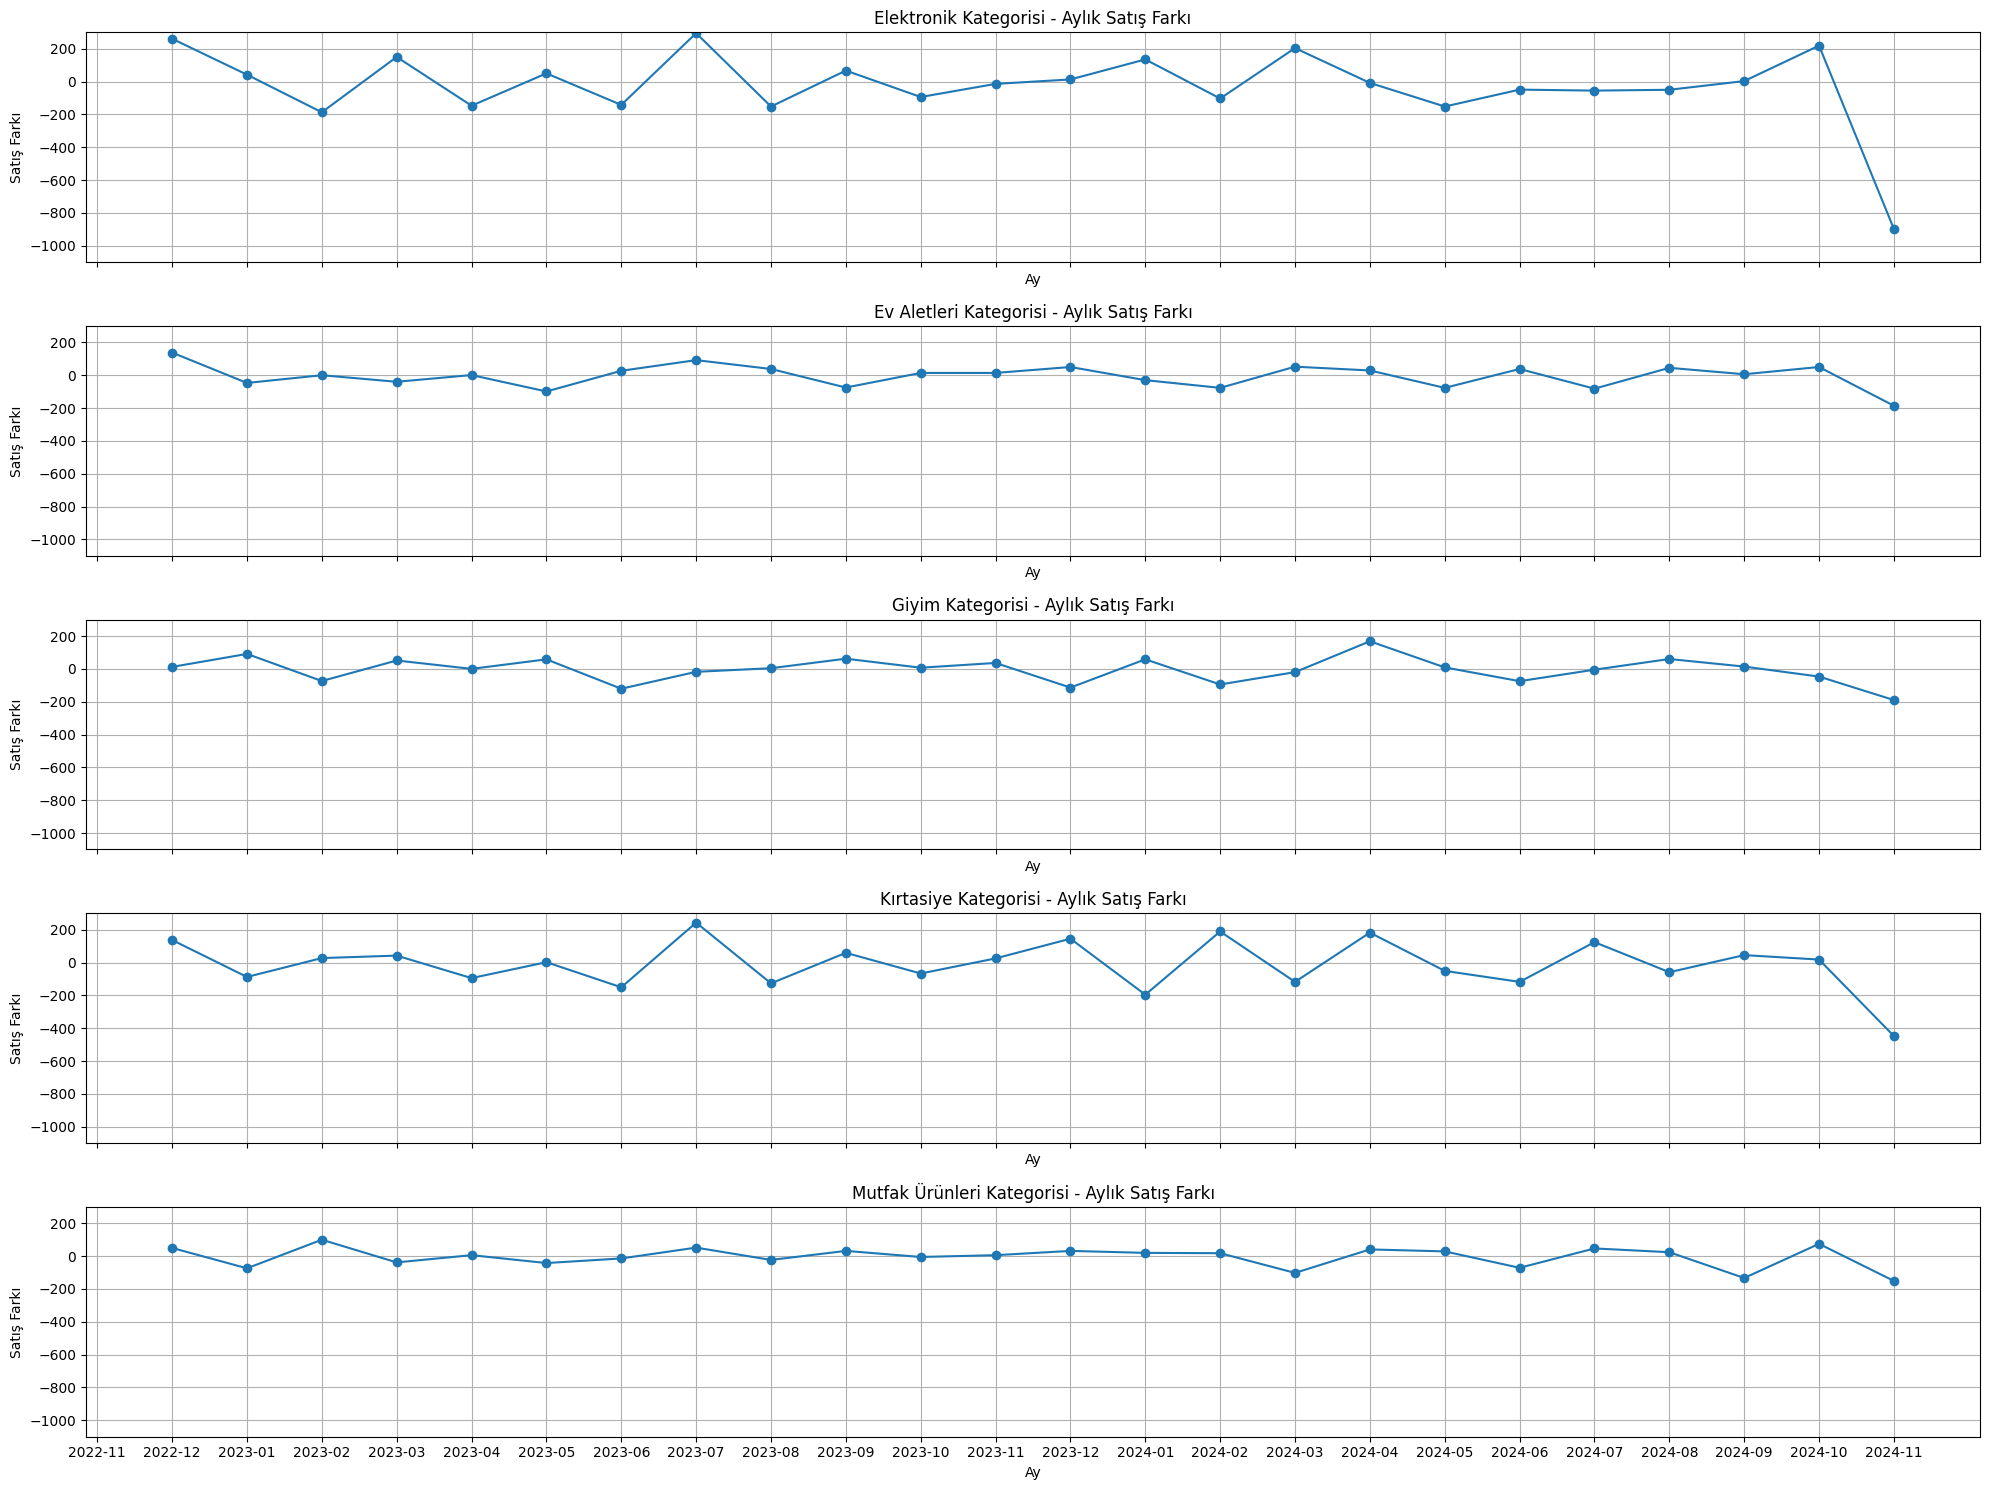 Elektronik Kategorisi - Aylık Satış Farkı
200
0
−200
−400
−600
−800
−1000
Satış Farkı
Ay
Ev Aletleri Kategorisi - Aylık Satış Farkı
200
0
−200
−400
−600
−800
−1000
Satış Farkı
Ay
Giyim Kategorisi - Aylık Satış Farkı
200
0
−200
−400
−600
−800
−1000
Satış Farkı
Ay
Kırtasiye Kategorisi - Aylık Satış Farkı
200
0
−200
−400
−600
−800
−1000
Satış Farkı
Ay
Mutfak Ürünleri Kategorisi - Aylık Satış Farkı
200
0
−200
−400
−600
−800
−1000
Satış Farkı
2022-11 2022-12 2023-01 2023-02 2023-03 2023-04 2023-05 2023-06 2023-07 2023-08 2023-09 2023-10 2023-11 2023-12 2024-01 2024-02 2024-03 2024-04 2024-05 2024-06 2024-07 2024-08 2024-09 2024-10 2024-11
Ay